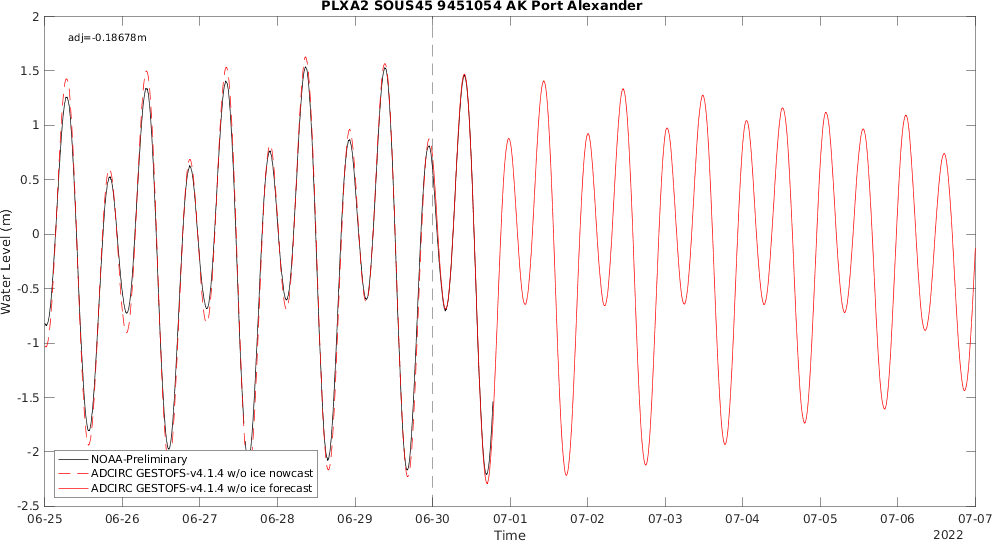 PLXA2 SOUS45 9451054 AK Port Alexander
adj=-0.18678m
2
1.5
1
0.5
0
-0.5
-1
-1.5
-2
-2.5
Water Level (m)
NOAA-Preliminary
ADCIRC GESTOFS-v4.1.4 w/o ice nowcast
ADCIRC GESTOFS-v4.1.4 w/o ice forecast
06-25 06-26 06-27 06-28 06-29 06-30 07-01 07-02 07-03 07-04 07-05 07-06 07-07
Time
2022